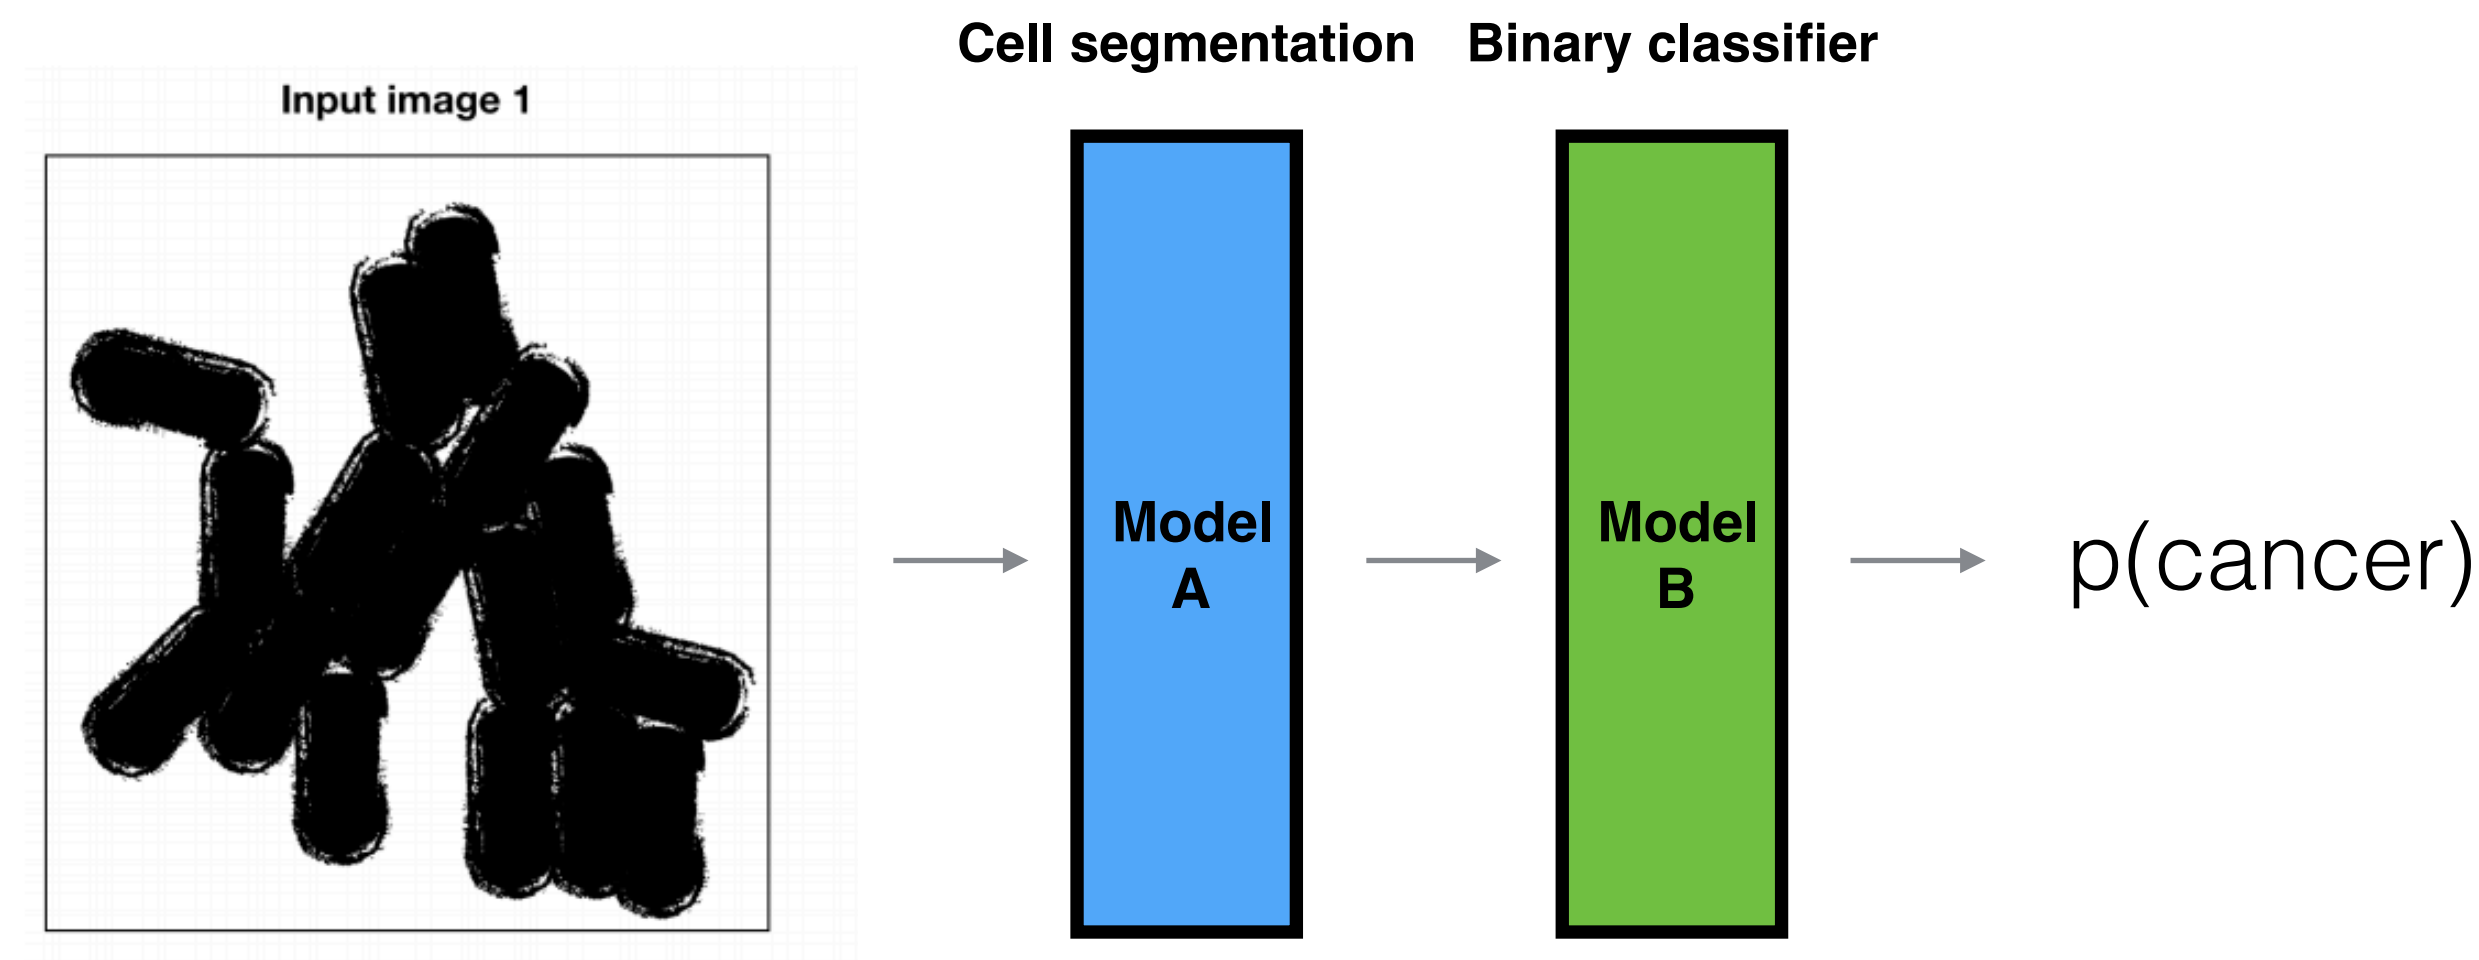 Cell segmentation
Binary classifier
Input image 1
Model
A
Model
B
p(cancer)